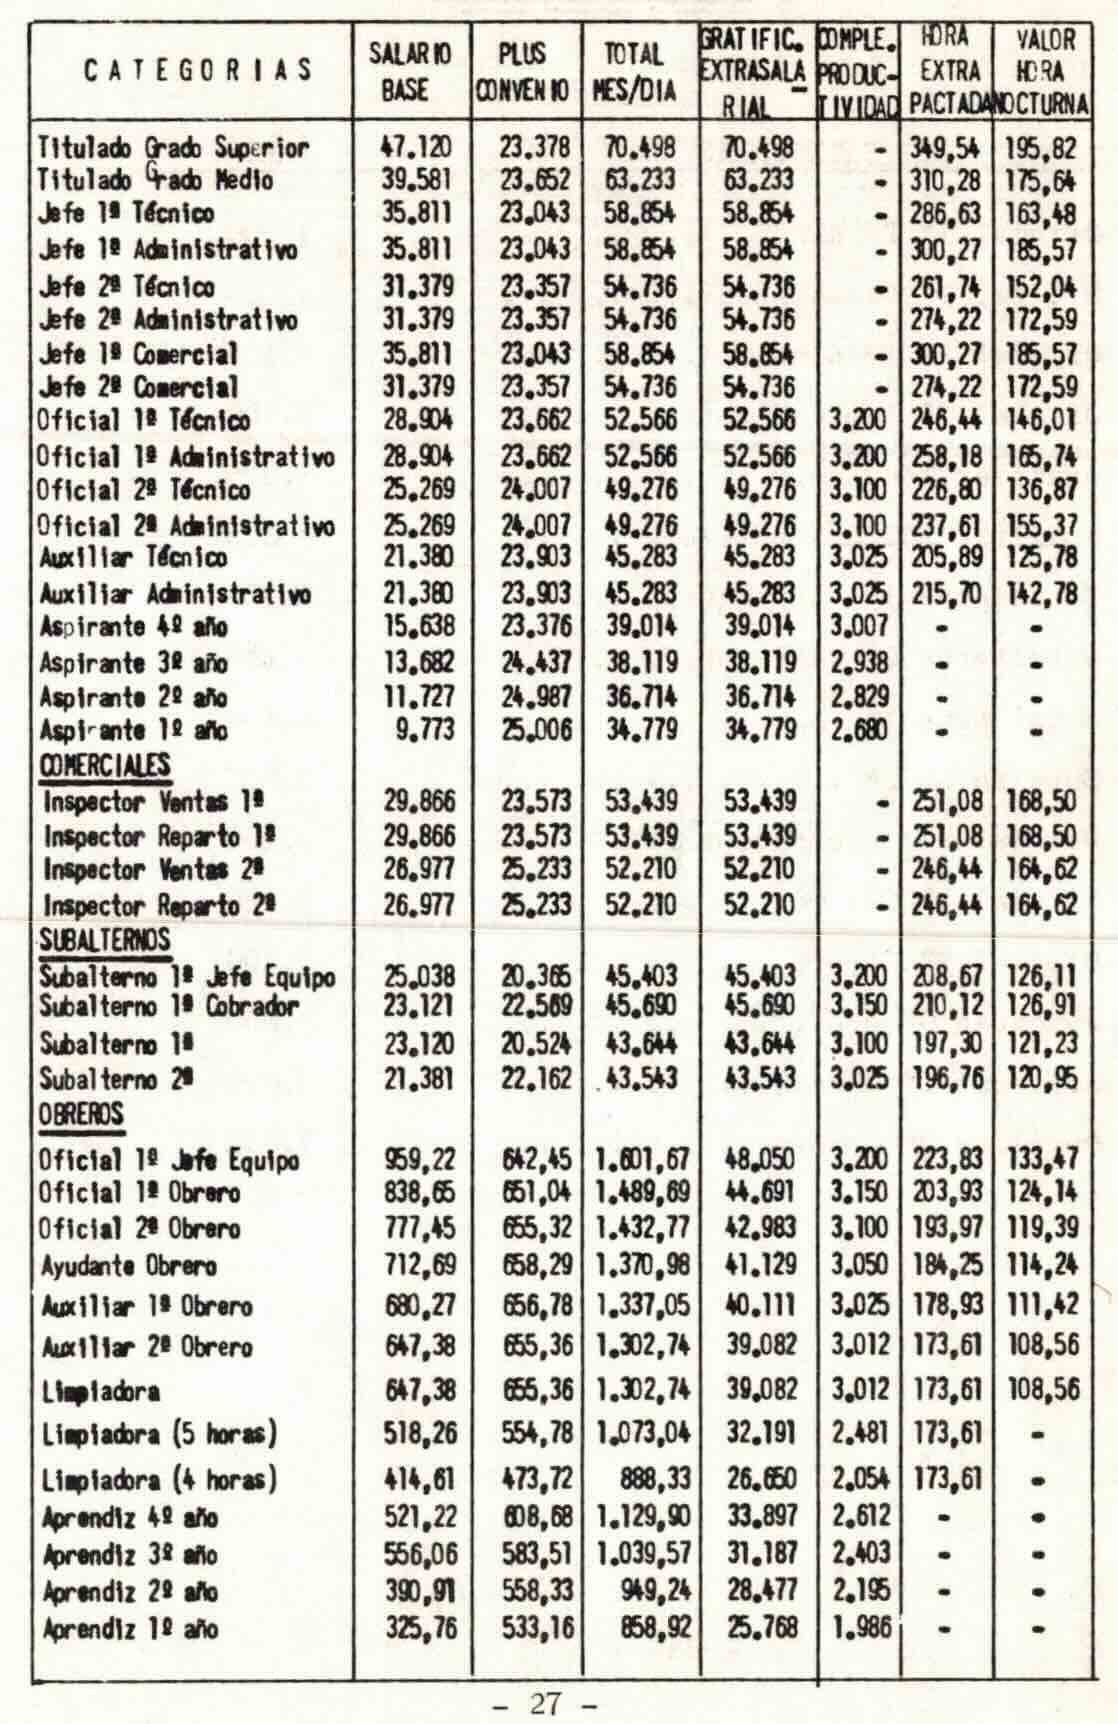 CATEGORIAS SALARIO BASE PLUS CONVENIO TOTAL MES/DIA GRATIFIC. EXTRASALARIAL COMPLE. PRODUCTIVIDAD HORA EXTRA PACTADA VALOR HORA NOCTURNA
Titulado Grado Superior 47.120 23.378 70.498 70.498 - 349,54 195,82
Titulado Grado Medio 39.581 23.652 63.233 63.233 - 310,28 175,64
Jefe 1ª Técnico 35.811 23.043 58.854 58.854 - 286,63 163,48
Jefe 1ª Administrativo 35.811 23.043 58.854 58.854 - 300,27 185,57
Jefe 2ª Técnico 31.379 23.357 54.736 54.736 - 261,74 152,04
Jefe 2ª Administrativo 31.379 23.357 54.736 54.736 - 274,22 172,59
Jefe 1ª Comercial 35.811 23.043 58.854 58.854 - 300,27 185,57
Jefe 2ª Comercial 31.379 23.357 54.736 54.736 - 274,22 172,59
Oficial 1ª Técnico 28.904 23.662 52.566 52.566 3.200 246,44 146,01
Oficial 1ª Administrativo 28.904 23.662 52.566 52.566 3.200 258,18 165,74
Oficial 2ª Técnico 25.269 24.007 49.276 49.276 3.100 226,80 136,87
Oficial 2ª Administrativo 25.269 24.007 49.276 49.276 3.100 237,61 155,37
Auxiliar Técnico 21.380 23.903 45.283 45.283 3.025 205,89 125,78
Auxiliar Administrativo 21.380 23.903 45.283 45.283 3.025 215,70 142,78
Aspirante 4º año 15.638 23.376 39.014 39.014 3.007 - -
Aspirante 3º año 13.682 24.437 38.119 38.119 2.938 - -
Aspirante 2º año 11.727 24.987 36.714 36.714 2.829 - -
Aspirante 1º año 9.773 25.006 34.779 34.779 2.680 - -
COMERCIALES
Inspector Ventas 1ª 29.866 23.573 53.439 53.439 - 251,08 168,50
Inspector Reparto 1ª 29.866 23.573 53.439 53.439 - 251,08 168,50
Inspector Ventas 2ª 26.977 25.233 52.210 52.210 - 246,44 164,62
Inspector Reparto 2ª 26.977 25.233 52.210 52.210 - 246,44 164,62
SUBALTERNOS
Subalterno 1ª Jefe Equipo 25.038 20.365 45.403 45.403 3.200 208,67 126,11
Subalterno 1ª Cobrador 23.121 22.569 45.690 45.690 3.150 210,12 126,91
Subalterno 1ª 23.120 20.524 43.644 43.644 3.100 197,30 121,23
Subalterno 2ª 21.381 22.162 43.543 43.543 3.025 196,76 120,95
OBREROS
Oficial 1ª Jefe Equipo 959,22 642,45 1.601,67 48.050 3.200 223,83 133,47
Oficial 1ª Obrero 838,65 651,04 1.489,69 44.691 3.150 203,93 124,14
Oficial 2ª Obrero 777,45 655,32 1.432,77 42.983 3.100 193,97 119,39
Ayudante Obrero 712,69 658,29 1.370,98 41.129 3.050 184,25 114,24
Auxiliar 1ª Obrero 680,27 656,78 1.337,05 40.111 3.025 178,93 111,42
Auxiliar 2ª Obrero 647,38 655,36 1.302,74 39.082 3.012 173,61 108,56
Limpiadora 647,38 655,36 1.302,74 39.082 3.012 173,61 108,56
Limpiadora (5 horas) 518,26 554,78 1.073,04 32.191 2.481 173,61 -
Limpiadora (4 horas) 414,61 473,72 888,33 26.650 2.054 173,61 -
Aprendiz 4º año 521,22 608,68 1.129,90 33.897 2.612 - -
Aprendiz 3º año 556,06 583,51 1.039,57 31.187 2.403 - -
Aprendiz 2º año 390,91 558,33 949,24 28.477 2.195 - -
Aprendiz 1º año 325,76 533,16 858,92 25.768 1.986 - -
- 27 -